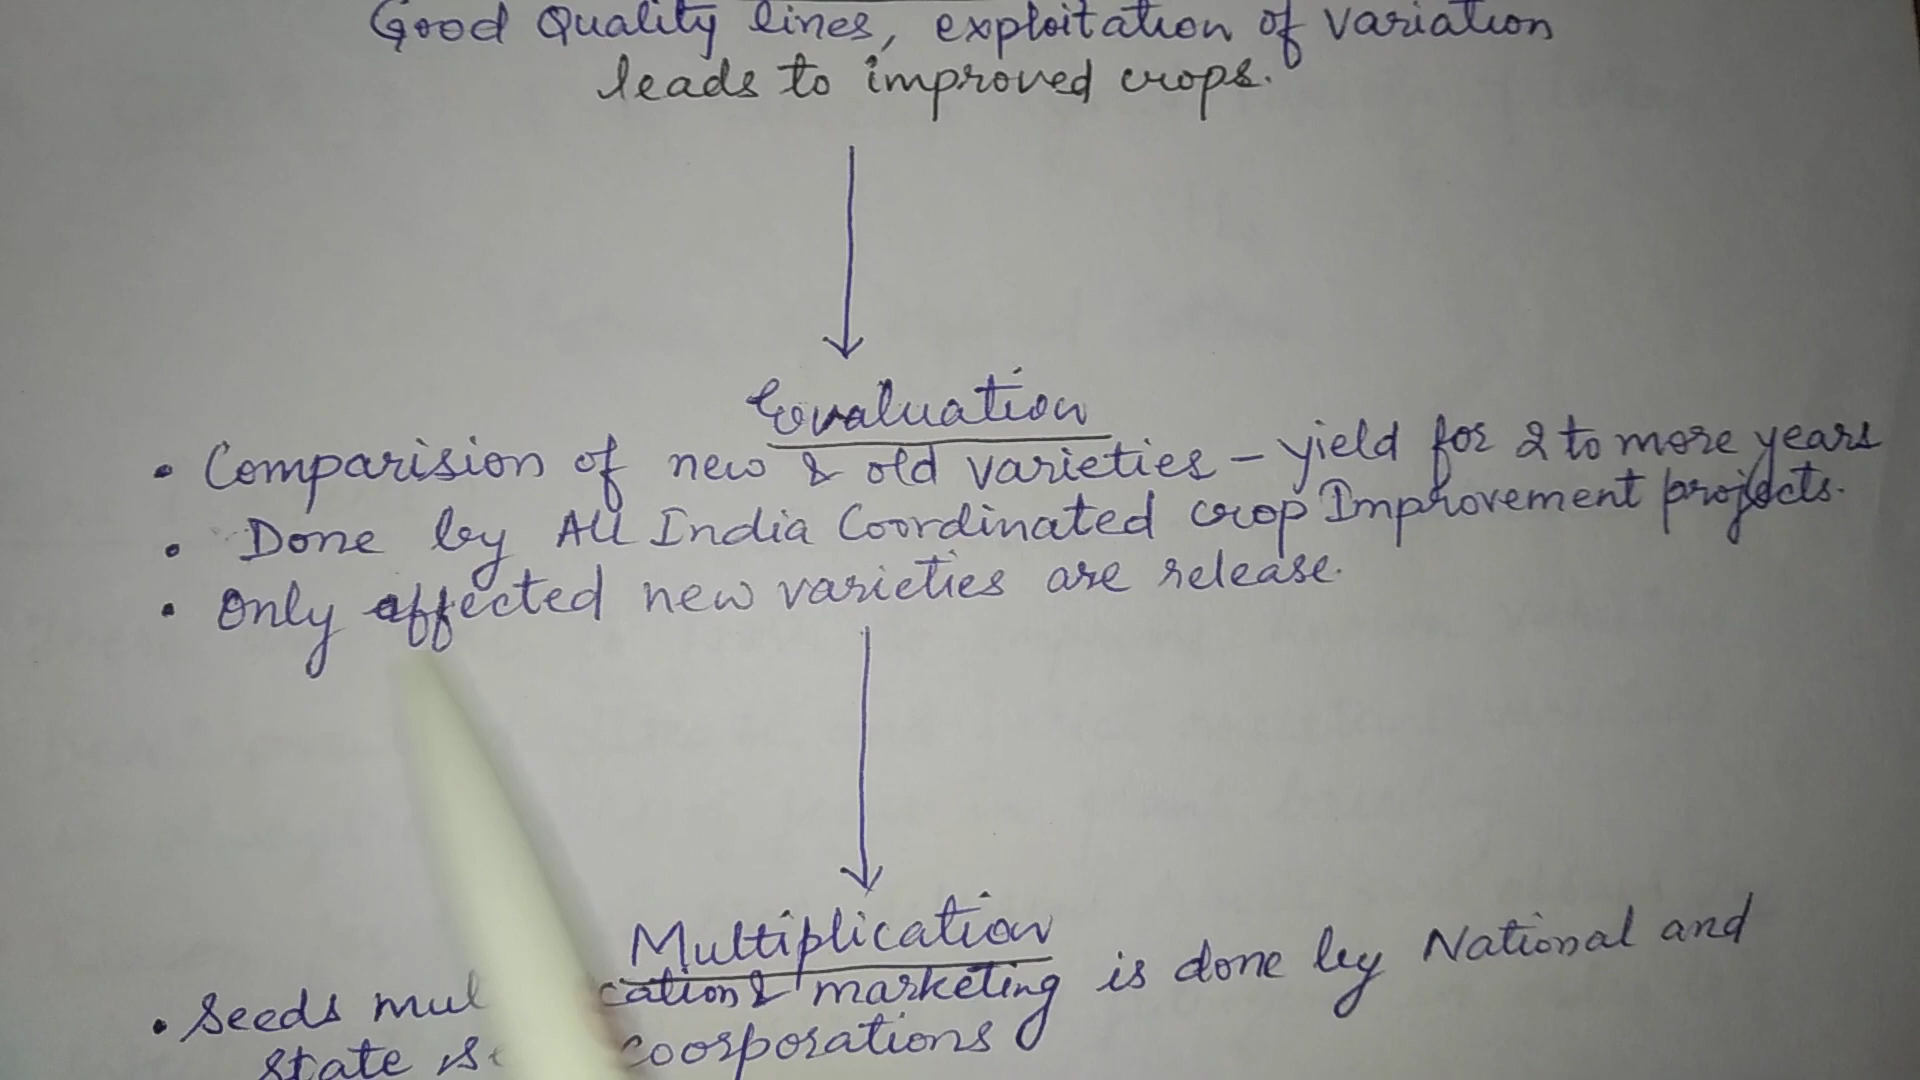 Good Quality lines, exploitation of variation
leads to improved crops.
Evaluation
• Comparision of new & old varieties – yield for 2 to more years
• Done by All India Coordinated crop Improvement projects.
• Only affected new varieties are release.
Multiplication
• Seeds mul cation & marketing is done by National and
state coorporations